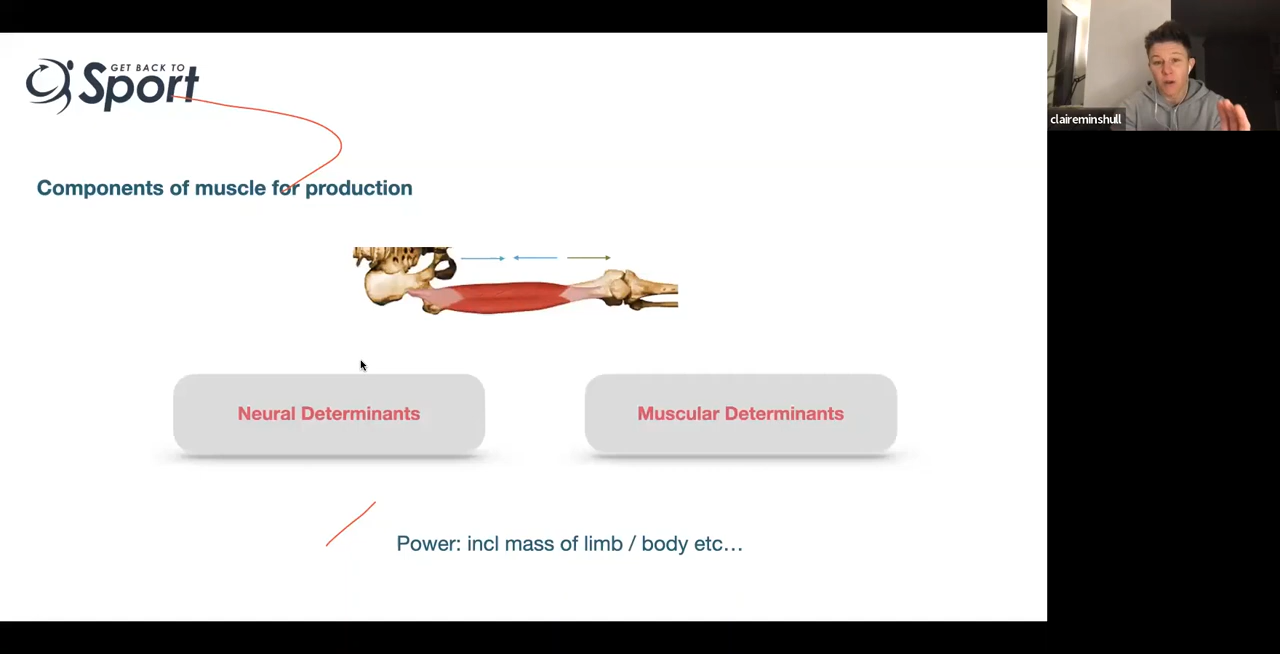 GET BACK TO
Sport
claireminshull
Components of muscle for production
Neural Determinants
Muscular Determinants
Power: incl mass of limb / body etc...